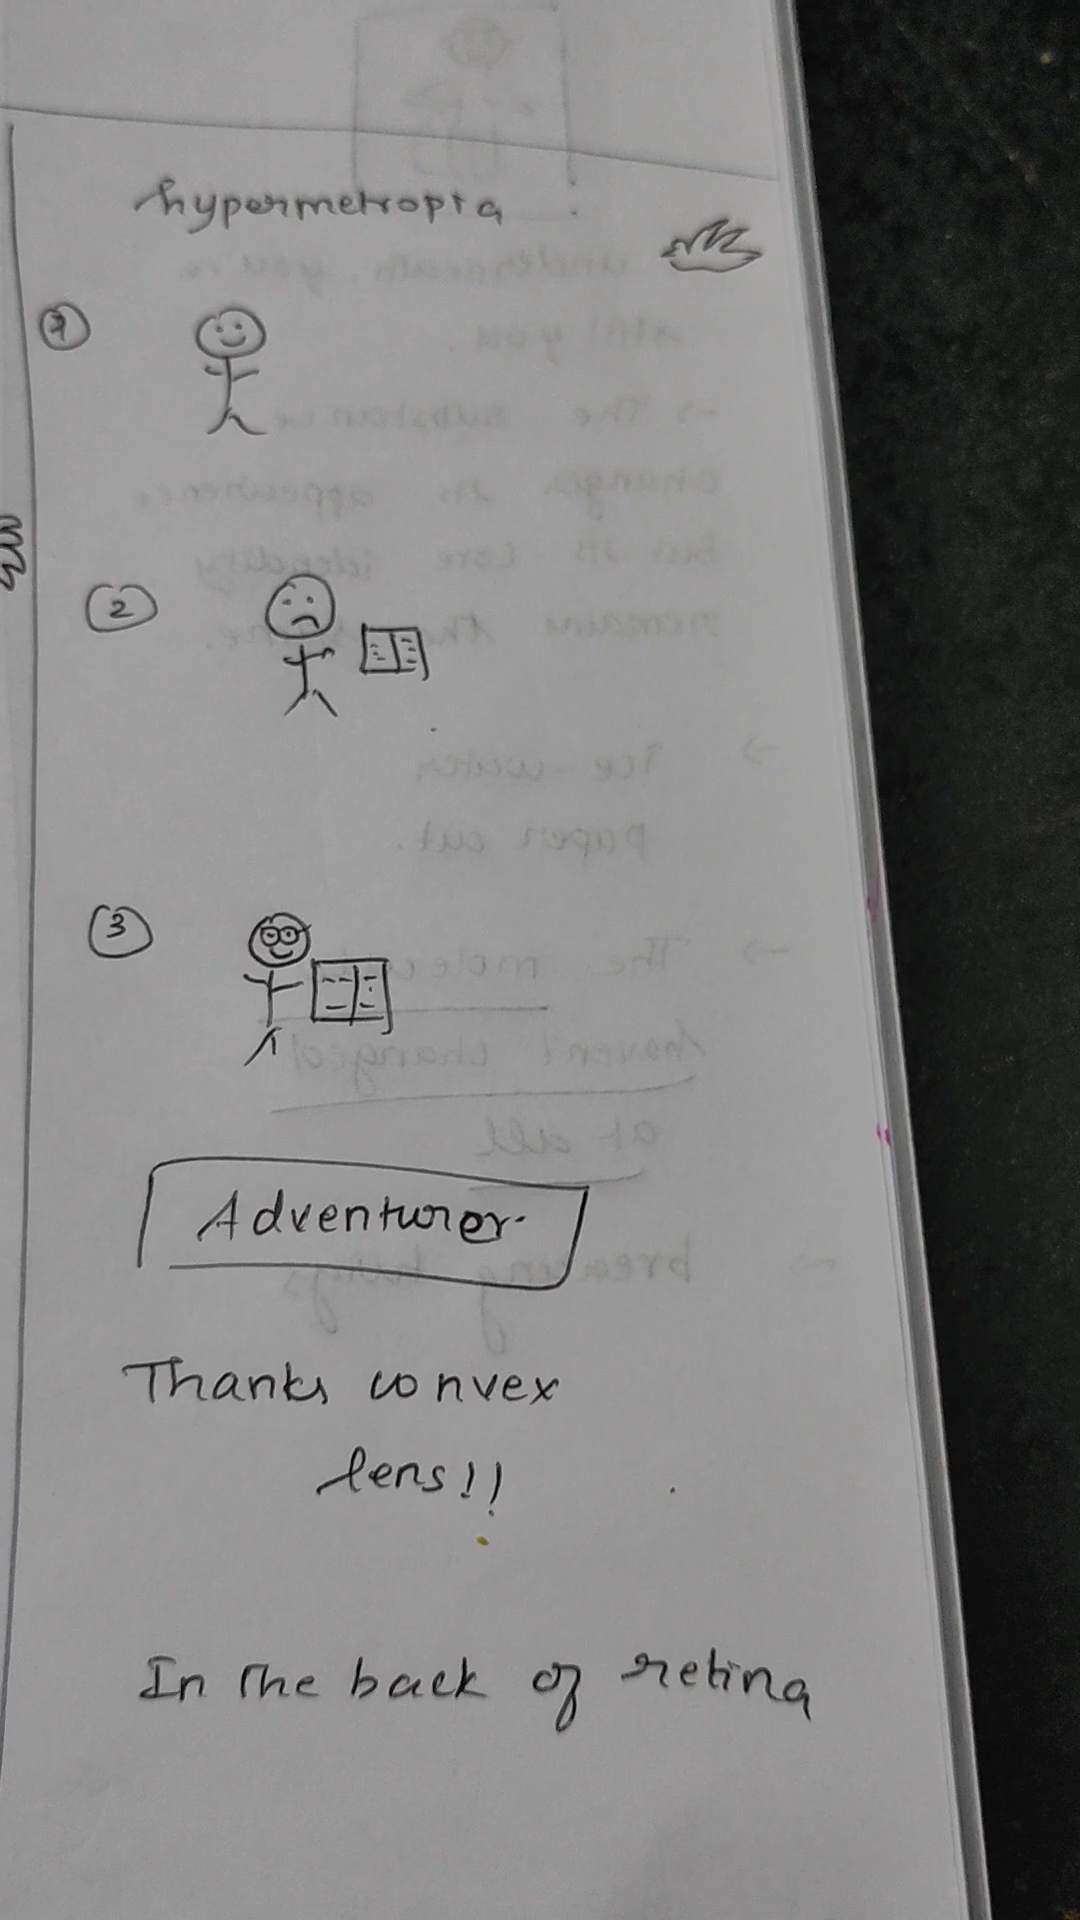 hypermetropia
1
2
3
Adventurer
Thanks convex
lens!!
In the back of retina